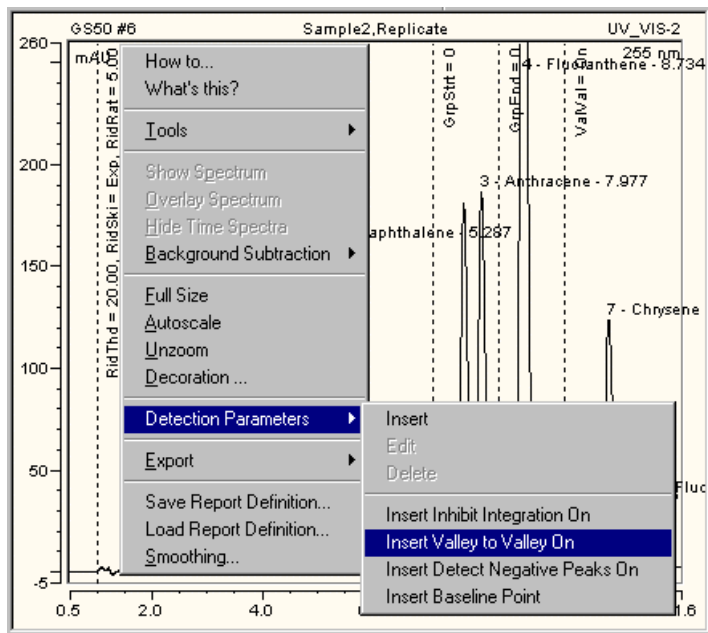 GS50 #6 Sample2,Replicate UV_VIS-2
260
mAU 255 nm
4 - Fluoranthene - 8.734
RidThd = 20.00, RidSki= Exp, RidRat = 5.00
GrpStrt = 0
GrpEnd = 0
ValVal = On
200
3 - Anthracene - 7.977
aphthalene - 5.287
150
7 - Chrysene
100
50
Fluo
-5
0.5 2.0 4.0 1.6
How to...
What's this?
Tools
Show Spectrum
Overlay Spectrum
Hide Time Spectra
Background Subtraction
Full Size
Autoscale
Unzoom
Decoration ...
Detection Parameters
Export
Save Report Definition...
Load Report Definition...
Smoothing...
Insert
Edit
Delete
Insert Inhibit Integration On
Insert Valley to Valley On
Insert Detect Negative Peaks On
Insert Baseline Point